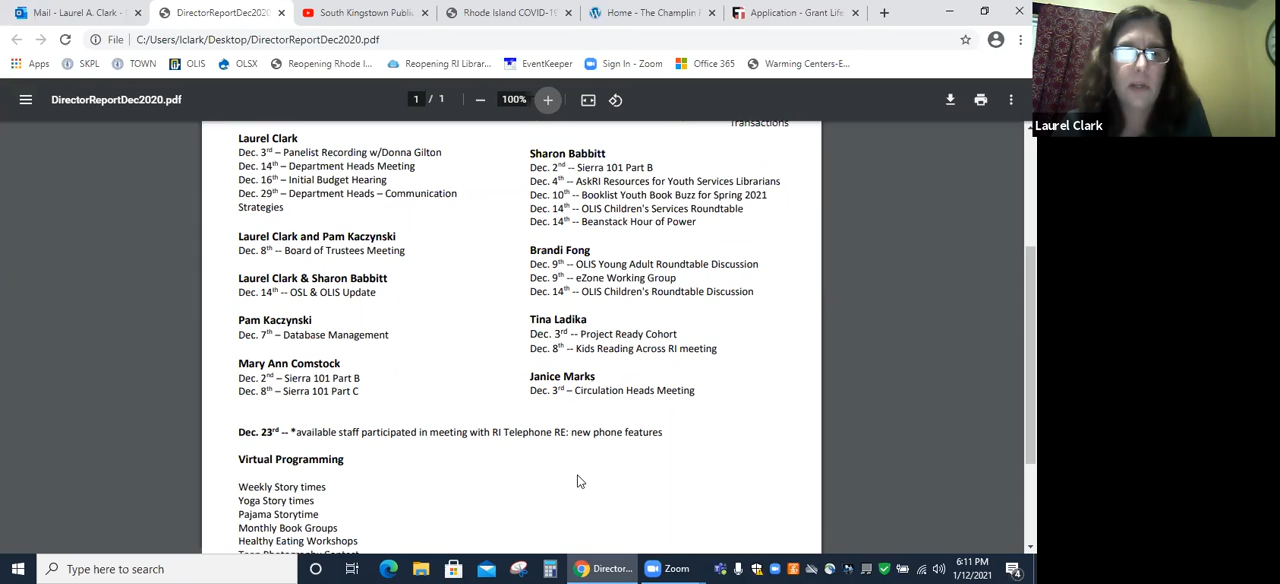 Mail - Laurel A. Clark -
DirectorReportDec2020
South Kingstown Publi
Rhode Island COVID-19
Home - The Champlin
Application - Grant Life
File
C:/Users/lclark/Desktop/DirectorReportDec2020.pdf
Apps
SKPL
TOWN
OLIS
OLSX
Reopening Rhode I...
Reopening RI Librar...
EventKeeper
Sign In - Zoom
Office 365
Warming Centers-E...
DirectorReportDec2020.pdf
1 / 1
100%
Transactions
Laurel Clark
Dec. 3rd – Panelist Recording w/Donna Gilton
Dec. 14th – Department Heads Meeting
Dec. 16th – Initial Budget Hearing
Dec. 29th – Department Heads – Communication
Strategies
Laurel Clark and Pam Kaczynski
Dec. 8th – Board of Trustees Meeting
Laurel Clark & Sharon Babbitt
Dec. 14th -- OSL & OLIS Update
Pam Kaczynski
Dec. 7th – Database Management
Mary Ann Comstock
Dec. 2nd – Sierra 101 Part B
Dec. 8th – Sierra 101 Part C
Sharon Babbitt
Dec. 2nd -- Sierra 101 Part B
Dec. 4th -- AskRI Resources for Youth Services Librarians
Dec. 10th -- Booklist Youth Book Buzz for Spring 2021
Dec. 14th -- OLIS Children's Services Roundtable
Dec. 14th -- Beanstack Hour of Power
Brandi Fong
Dec. 9th -- OLIS Young Adult Roundtable Discussion
Dec. 9th -- eZone Working Group
Dec. 14th -- OLIS Children's Roundtable Discussion
Tina Ladika
Dec. 3rd -- Project Ready Cohort
Dec. 8th -- Kids Reading Across RI meeting
Janice Marks
Dec. 3rd – Circulation Heads Meeting
Dec. 23rd -- *available staff participated in meeting with RI Telephone RE: new phone features
Virtual Programming
Weekly Story times
Yoga Story times
Pajama Storytime
Monthly Book Groups
Healthy Eating Workshops
Teen Photography Contest
Laurel Clark
Type here to search
Director...
Zoom
6:11 PM
1/12/2021
4